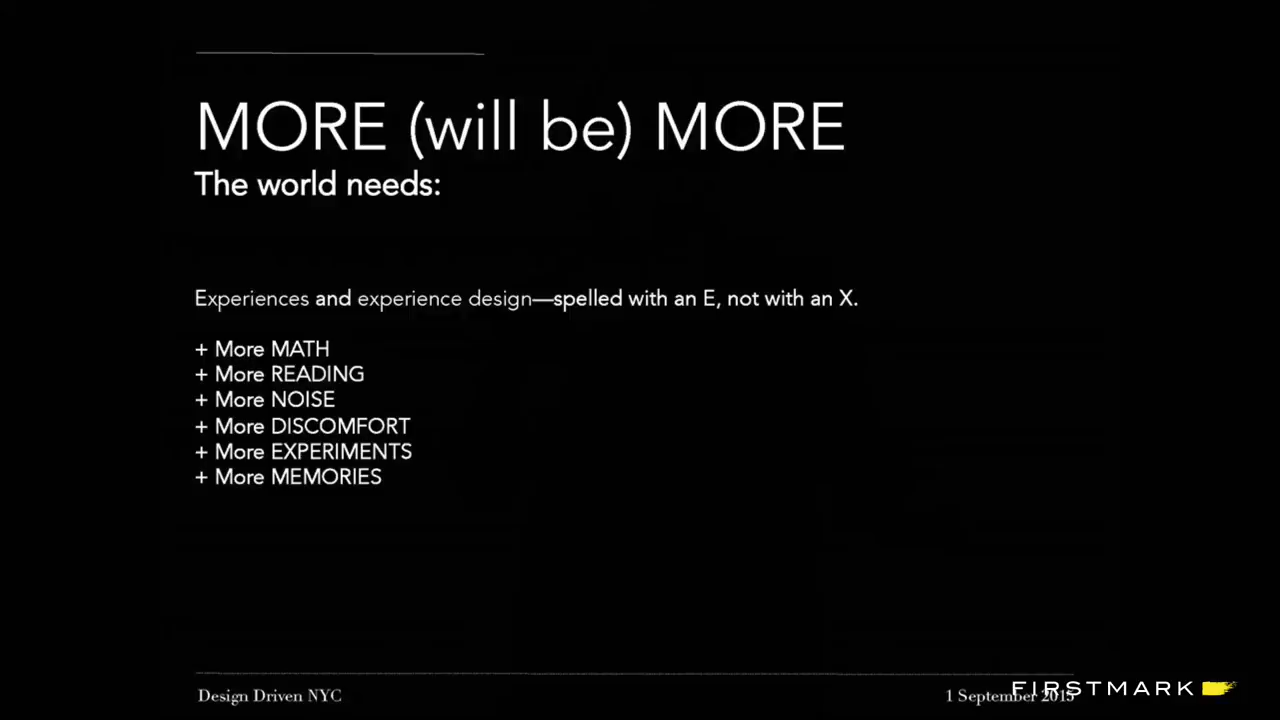 MORE (will be) MORE
The world needs:
Experiences and experience design—spelled with an E, not with an X.
+ More MATH
+ More READING
+ More NOISE
+ More DISCOMFORT
+ More EXPERIMENTS
+ More MEMORIES
Design Driven NYC
1 September 2015
FIRSTMARK